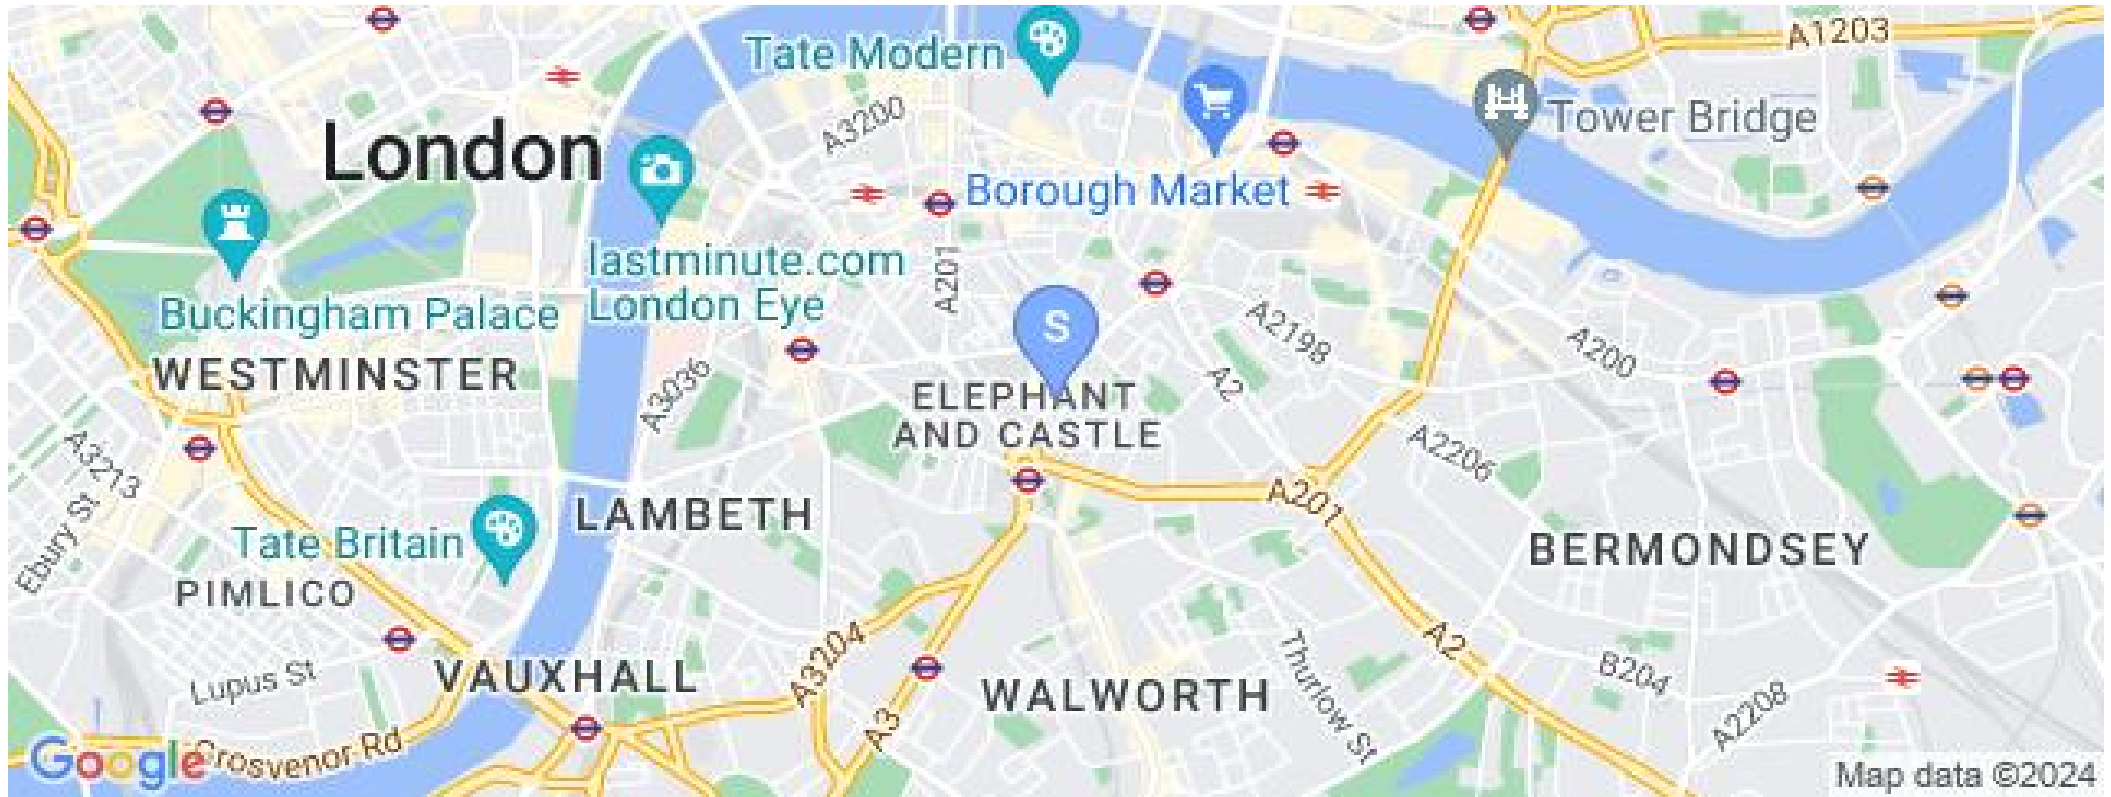 Tate Modern
A1203
A3200
Tower Bridge
London
Borough Market
lastminute.com
London Eye
A201
Buckingham Palace
S
A2198
A200
WESTMINSTER
A3036
A2
ELEPHANT
AND CASTLE
A3213
A2206
Ebury St
LAMBETH
A201
Tate Britain
BERMONDSEY
PIMLICO
A3204
A2
Thurlow St
B204
Lupus St
VAUXHALL
WALWORTH
A3
A2208
Grosvenor Rd
Google
Map data ©2024